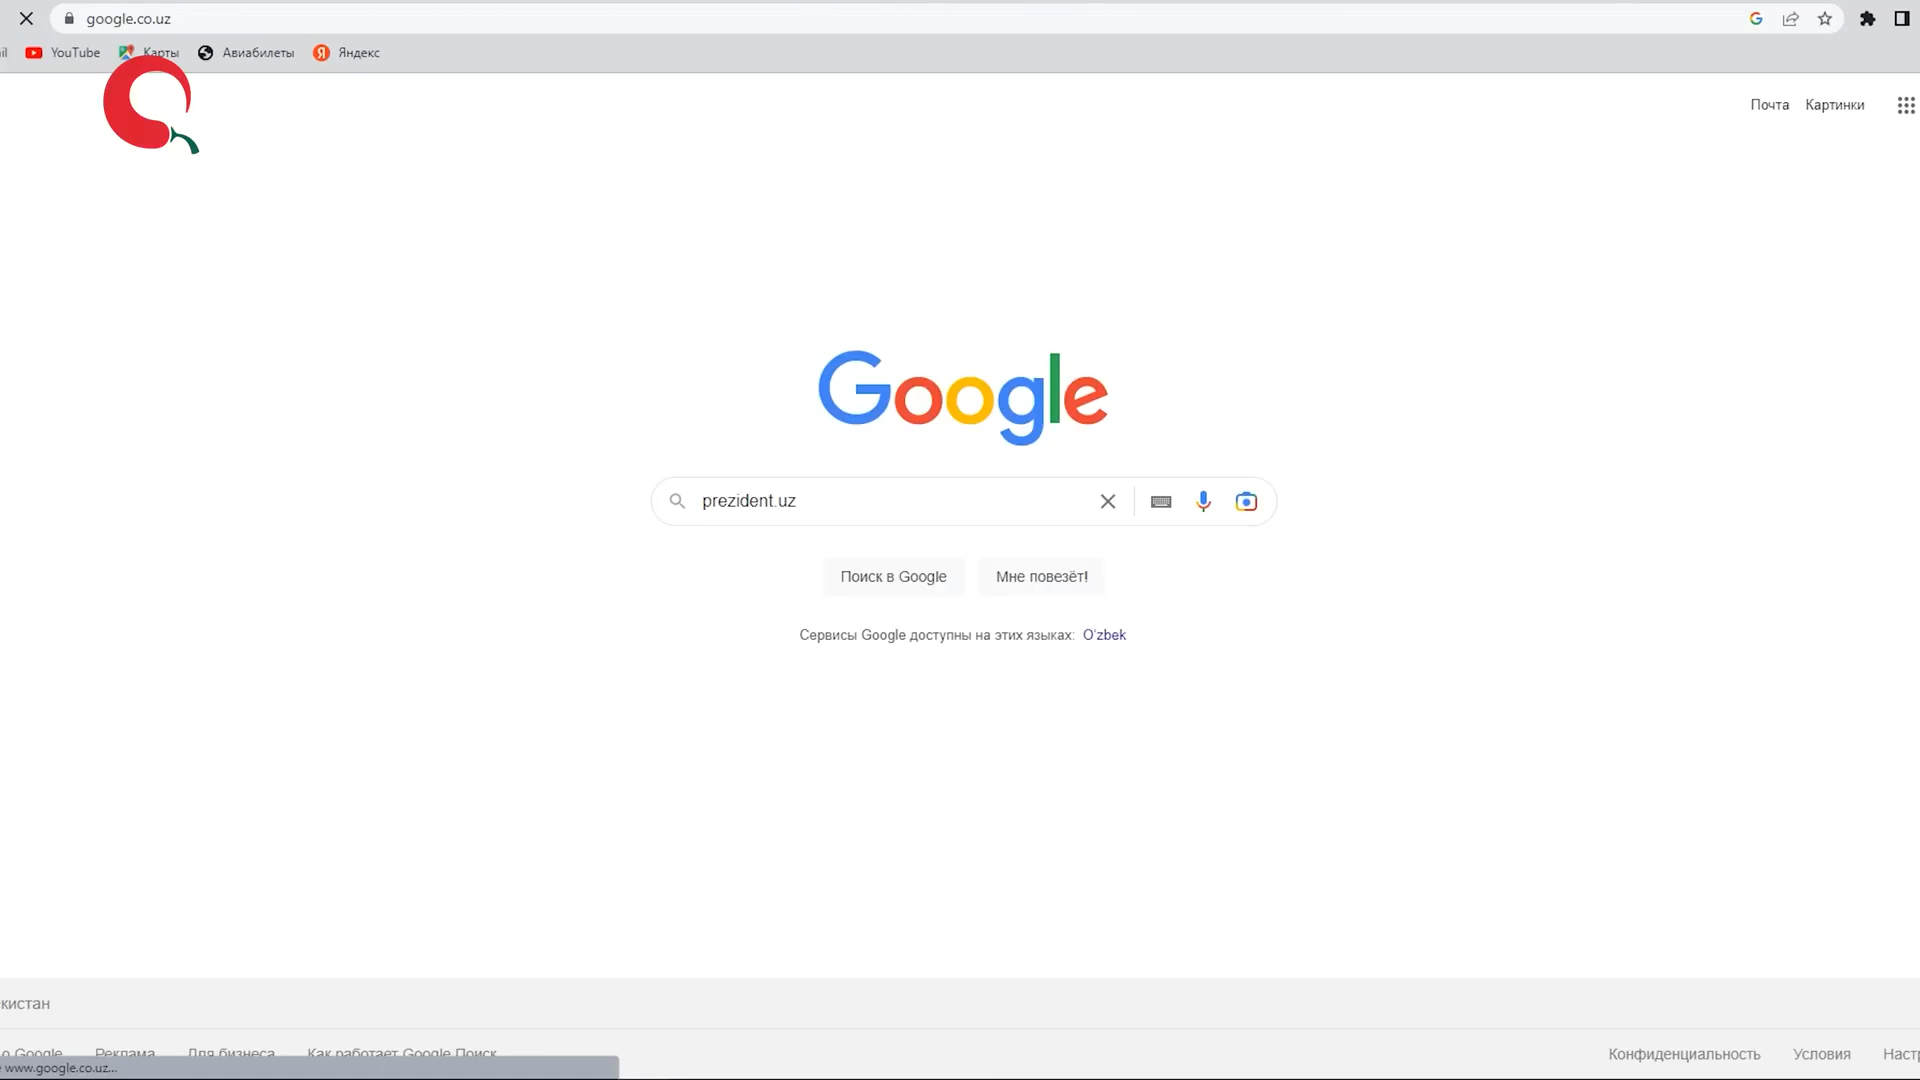 google.co.uz
il YouTube Карты Авиабилеты Яндекс
Почта Картинки
Google
prezident.uz
Поиск в Google Мне повезёт!
Сервисы Google доступны на этих языках: O‘zbek
кистан
о Google Реклама Для бизнеса Как работает Google Поиск Конфиденциальность Условия Настр
www.google.co.uz...